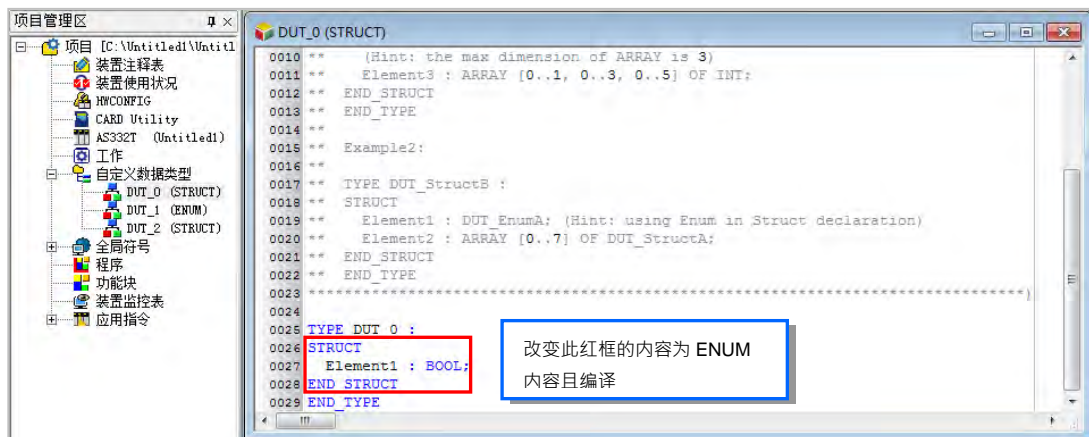 项目管理区
项目 [C:\Untitled1\Untitl
装置注释表
装置使用状况
HWCONFIG
CARD Utility
AS332T (Untitled1)
工作
自定义数据类型
DUT_0 (STRUCT)
DUT_1 (ENUM)
DUT_2 (STRUCT)
全局符号
程序
功能块
装置监控表
应用指令
DUT_0 (STRUCT)
0010 ** (Hint: the max dimension of ARRAY is 3)
0011 ** Element3 : ARRAY [0..1, 0..3, 0..5] OF INT;
0012 ** END_STRUCT
0013 ** END_TYPE
0014 **
0015 ** Example2:
0016 **
0017 ** TYPE DUT_StructB :
0018 ** STRUCT
0019 ** Element1 : DUT_EnumA; (Hint: using Enum in Struct declaration)
0020 ** Element2 : ARRAY [0..7] OF DUT_StructA;
0021 ** END_STRUCT
0022 ** END_TYPE
0023 *******************************************************************************)
0024
0025 TYPE DUT_0 :
0026 STRUCT
0027 Element1 : BOOL;
0028 END_STRUCT
0029 END_TYPE
改变此红框的内容为 ENUM
内容且编译